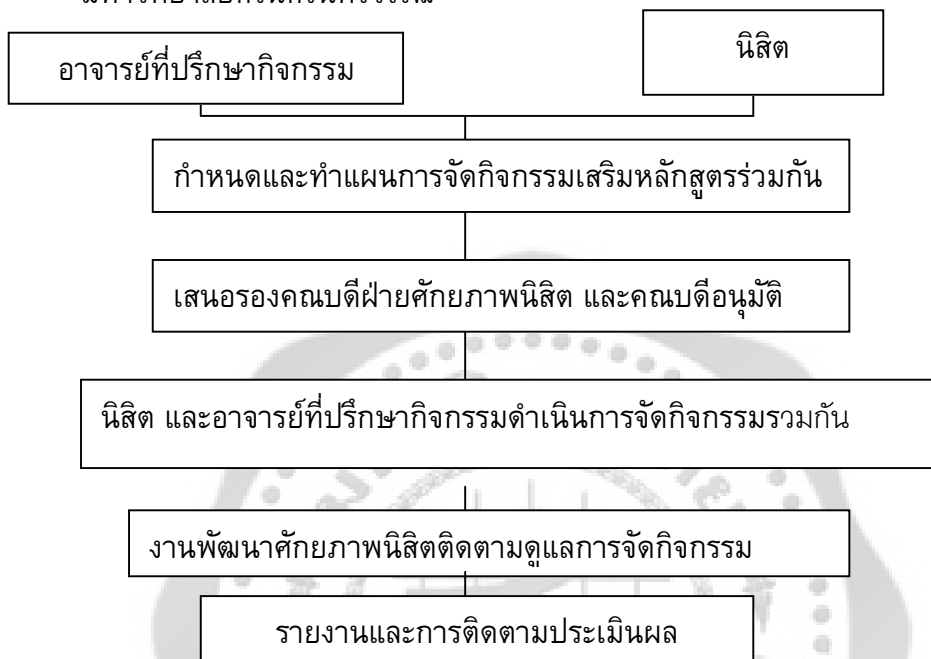 อาจารย์ที่ปรึกษากิจกรรม
นิสิต
กำหนดและทำแผนการจัดกิจกรรมเสริมหลักสูตรร่วมกัน
เสนอรองคณบดีฝ่ายศักยภาพนิสิต และคณบดีอนุมัติ
นิสิต และอาจารย์ที่ปรึกษากิจกรรมดำเนินการจัดกิจกรรมรวมกัน
งานพัฒนาศักยภาพนิสิตติดตามดูแลการจัดกิจกรรม
รายงานและการติดตามประเมินผล